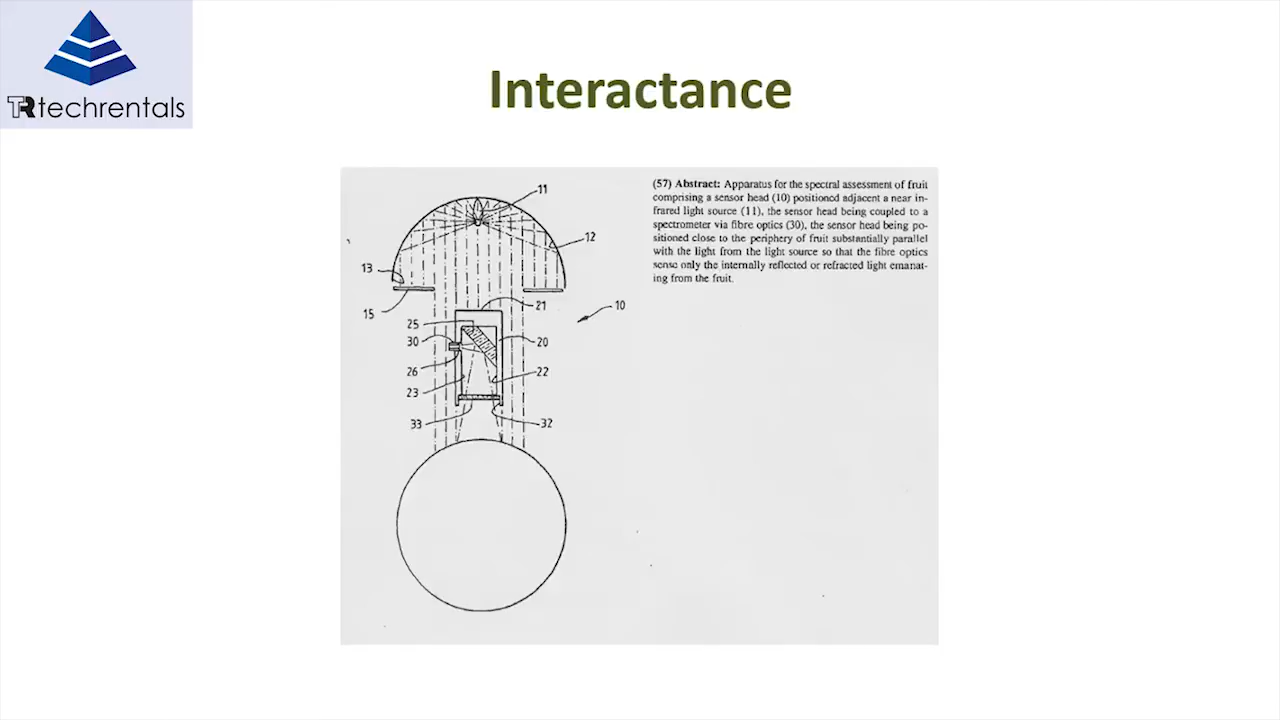 TR techrentals
Interactance
(57) Abstract: Apparatus for the spectral assessment of fruit
comprising a sensor head (10) positioned adjacent a near in-
frared light source (11), the sensor head being coupled to a
spectrometer via fibre optics (30), the sensor head being po-
sitioned close to the periphery of fruit substantially parallel
with the light from the light source so that the fibre optics
sense only the internally reflected or refracted light emanat-
ing from the fruit.
11
12
13
15
21
10
25
30
20
26
22
23
33
32